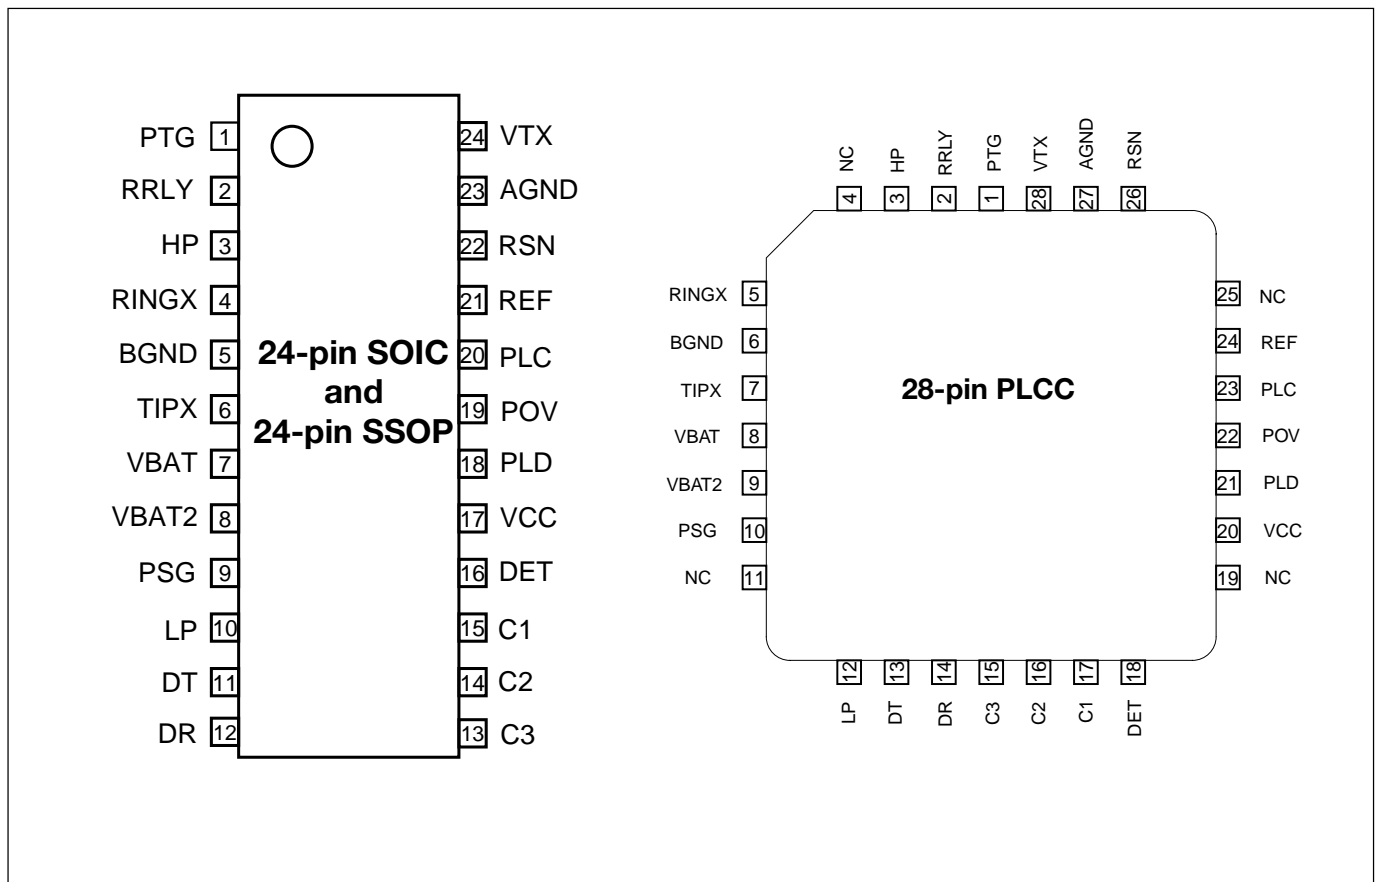 PTG 1
RRLY 2
HP 3
RINGX 4
BGND 5
TIPX 6
VBAT 7
VBAT2 8
PSG 9
LP 10
DT 11
DR 12
24-pin SOIC
and
24-pin SSOP
24 VTX
23 AGND
22 RSN
21 REF
20 PLC
19 POV
18 PLD
17 VCC
16 DET
15 C1
14 C2
13 C3
NC HP RRLY PTG VTX AGND RSN
4 3 2 1 28 27 26
RINGX 5
BGND 6
TIPX 7
VBAT 8
VBAT2 9
PSG 10
NC 11
28-pin PLCC
25 NC
24 REF
23 PLC
22 POV
21 PLD
20 VCC
19 NC
12 13 14 15 16 17 18
LP DT DR C3 C2 C1 DET